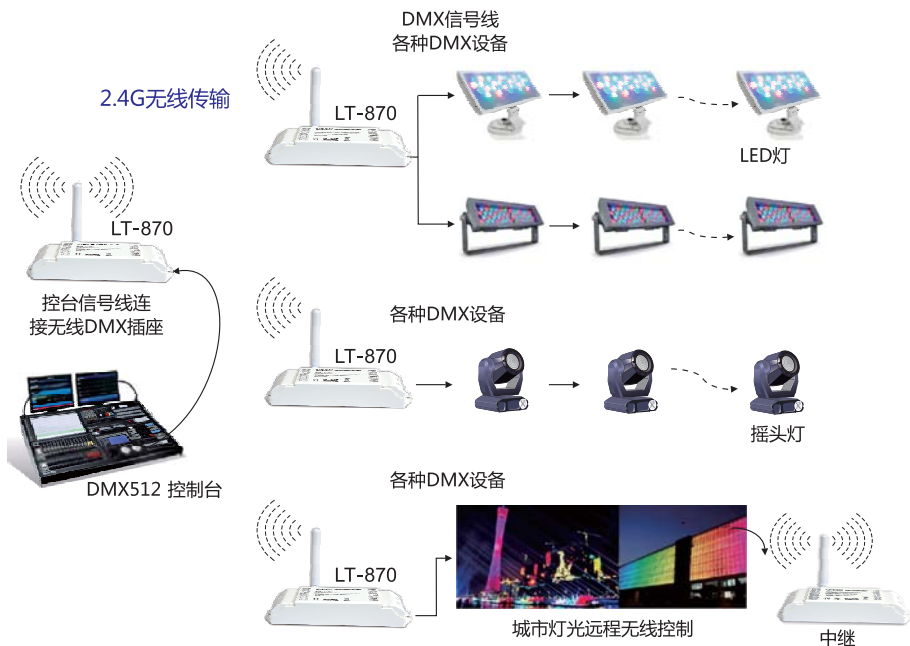 DMX信号线
各种DMX设备
2.4G无线传输
LT-870
LED灯
LT-870
控台信号线连
接无线DMX插座
各种DMX设备
LT-870
摇头灯
DMX512 控制台
各种DMX设备
LT-870
城市灯光远程无线控制
中继